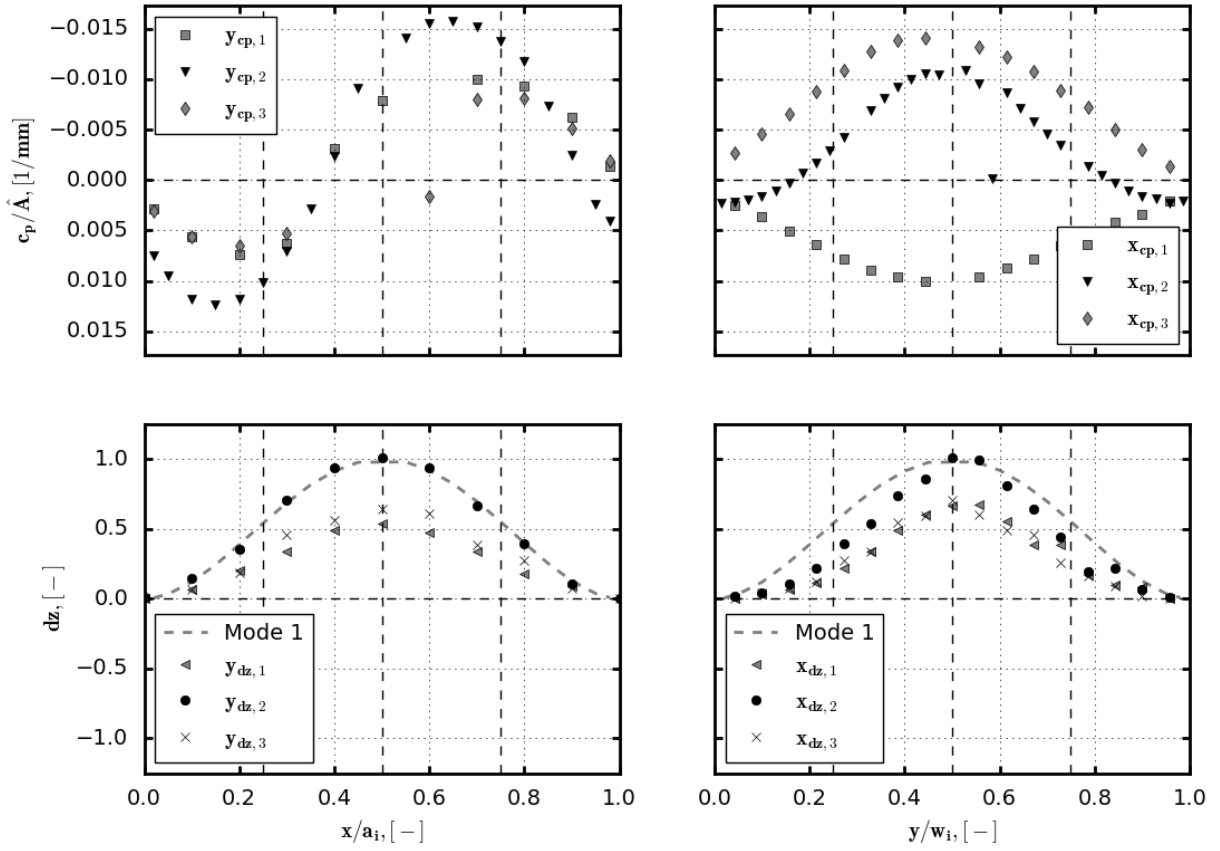 c_p/Â, [1/mm]
−0.015
−0.010
−0.005
0.000
0.005
0.010
0.015
y_cp, 1
y_cp, 2
y_cp, 3
x_cp, 1
x_cp, 2
x_cp, 3
dz, [−]
1.0
0.5
0.0
−0.5
−1.0
Mode 1
y_dz, 1
y_dz, 2
y_dz, 3
0.0 0.2 0.4 0.6 0.8 1.0
x/a_i, [−]
Mode 1
x_dz, 1
x_dz, 2
x_dz, 3
0.0 0.2 0.4 0.6 0.8 1.0
y/w_i, [−]